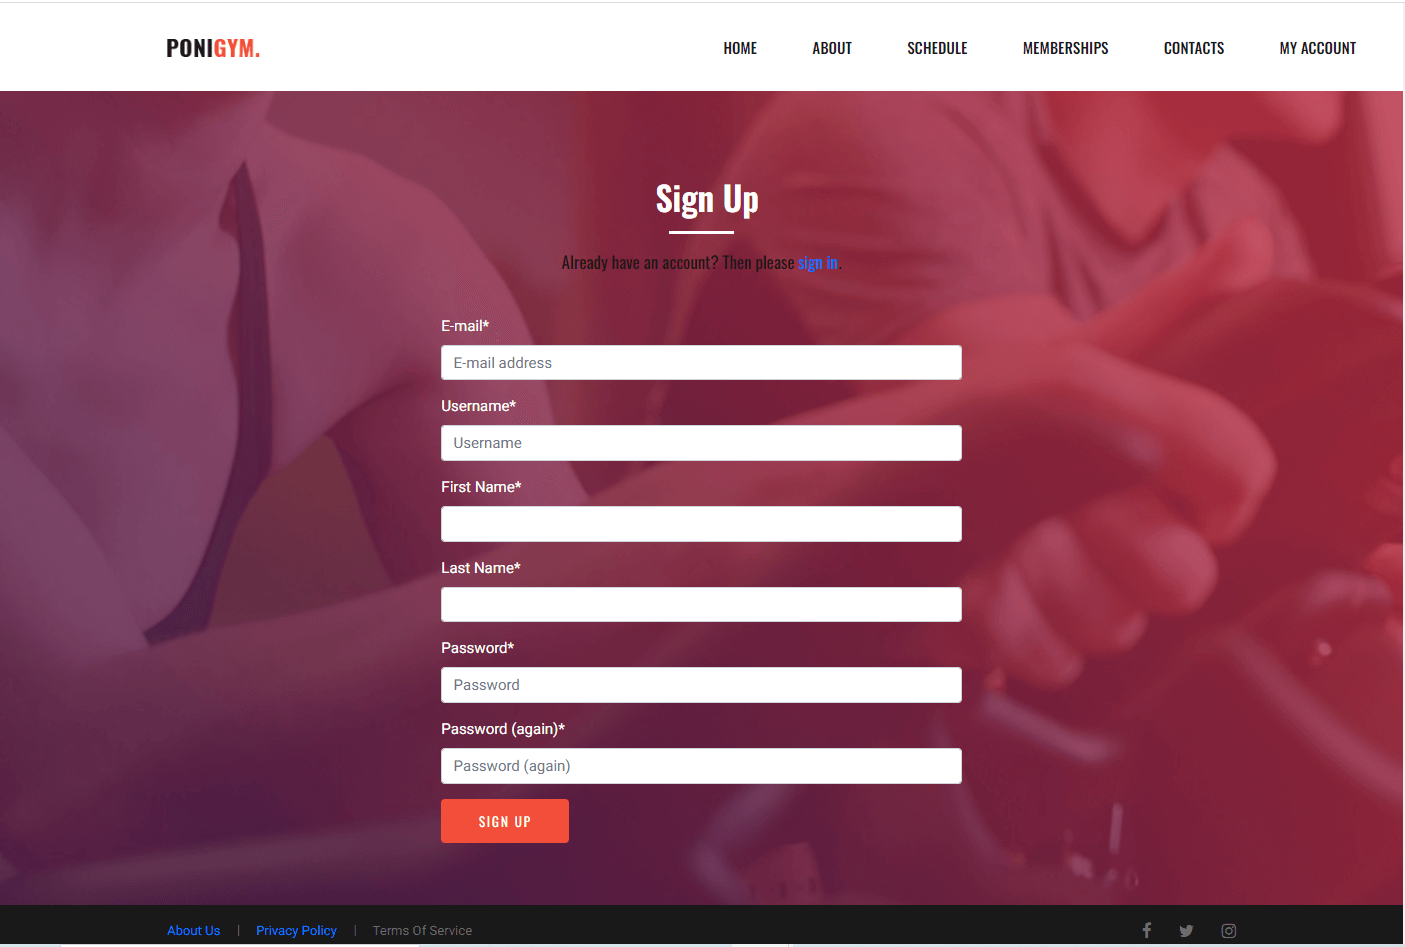 PONIGYM. HOME ABOUT SCHEDULE MEMBERSHIPS CONTACTS MY ACCOUNT
Sign Up
Already have an account? Then please sign in.
E-mail*
E-mail address
Username*
Username
First Name*
Last Name*
Password*
Password
Password (again)*
Password (again)
SIGN UP
About Us | Privacy Policy | Terms Of Service